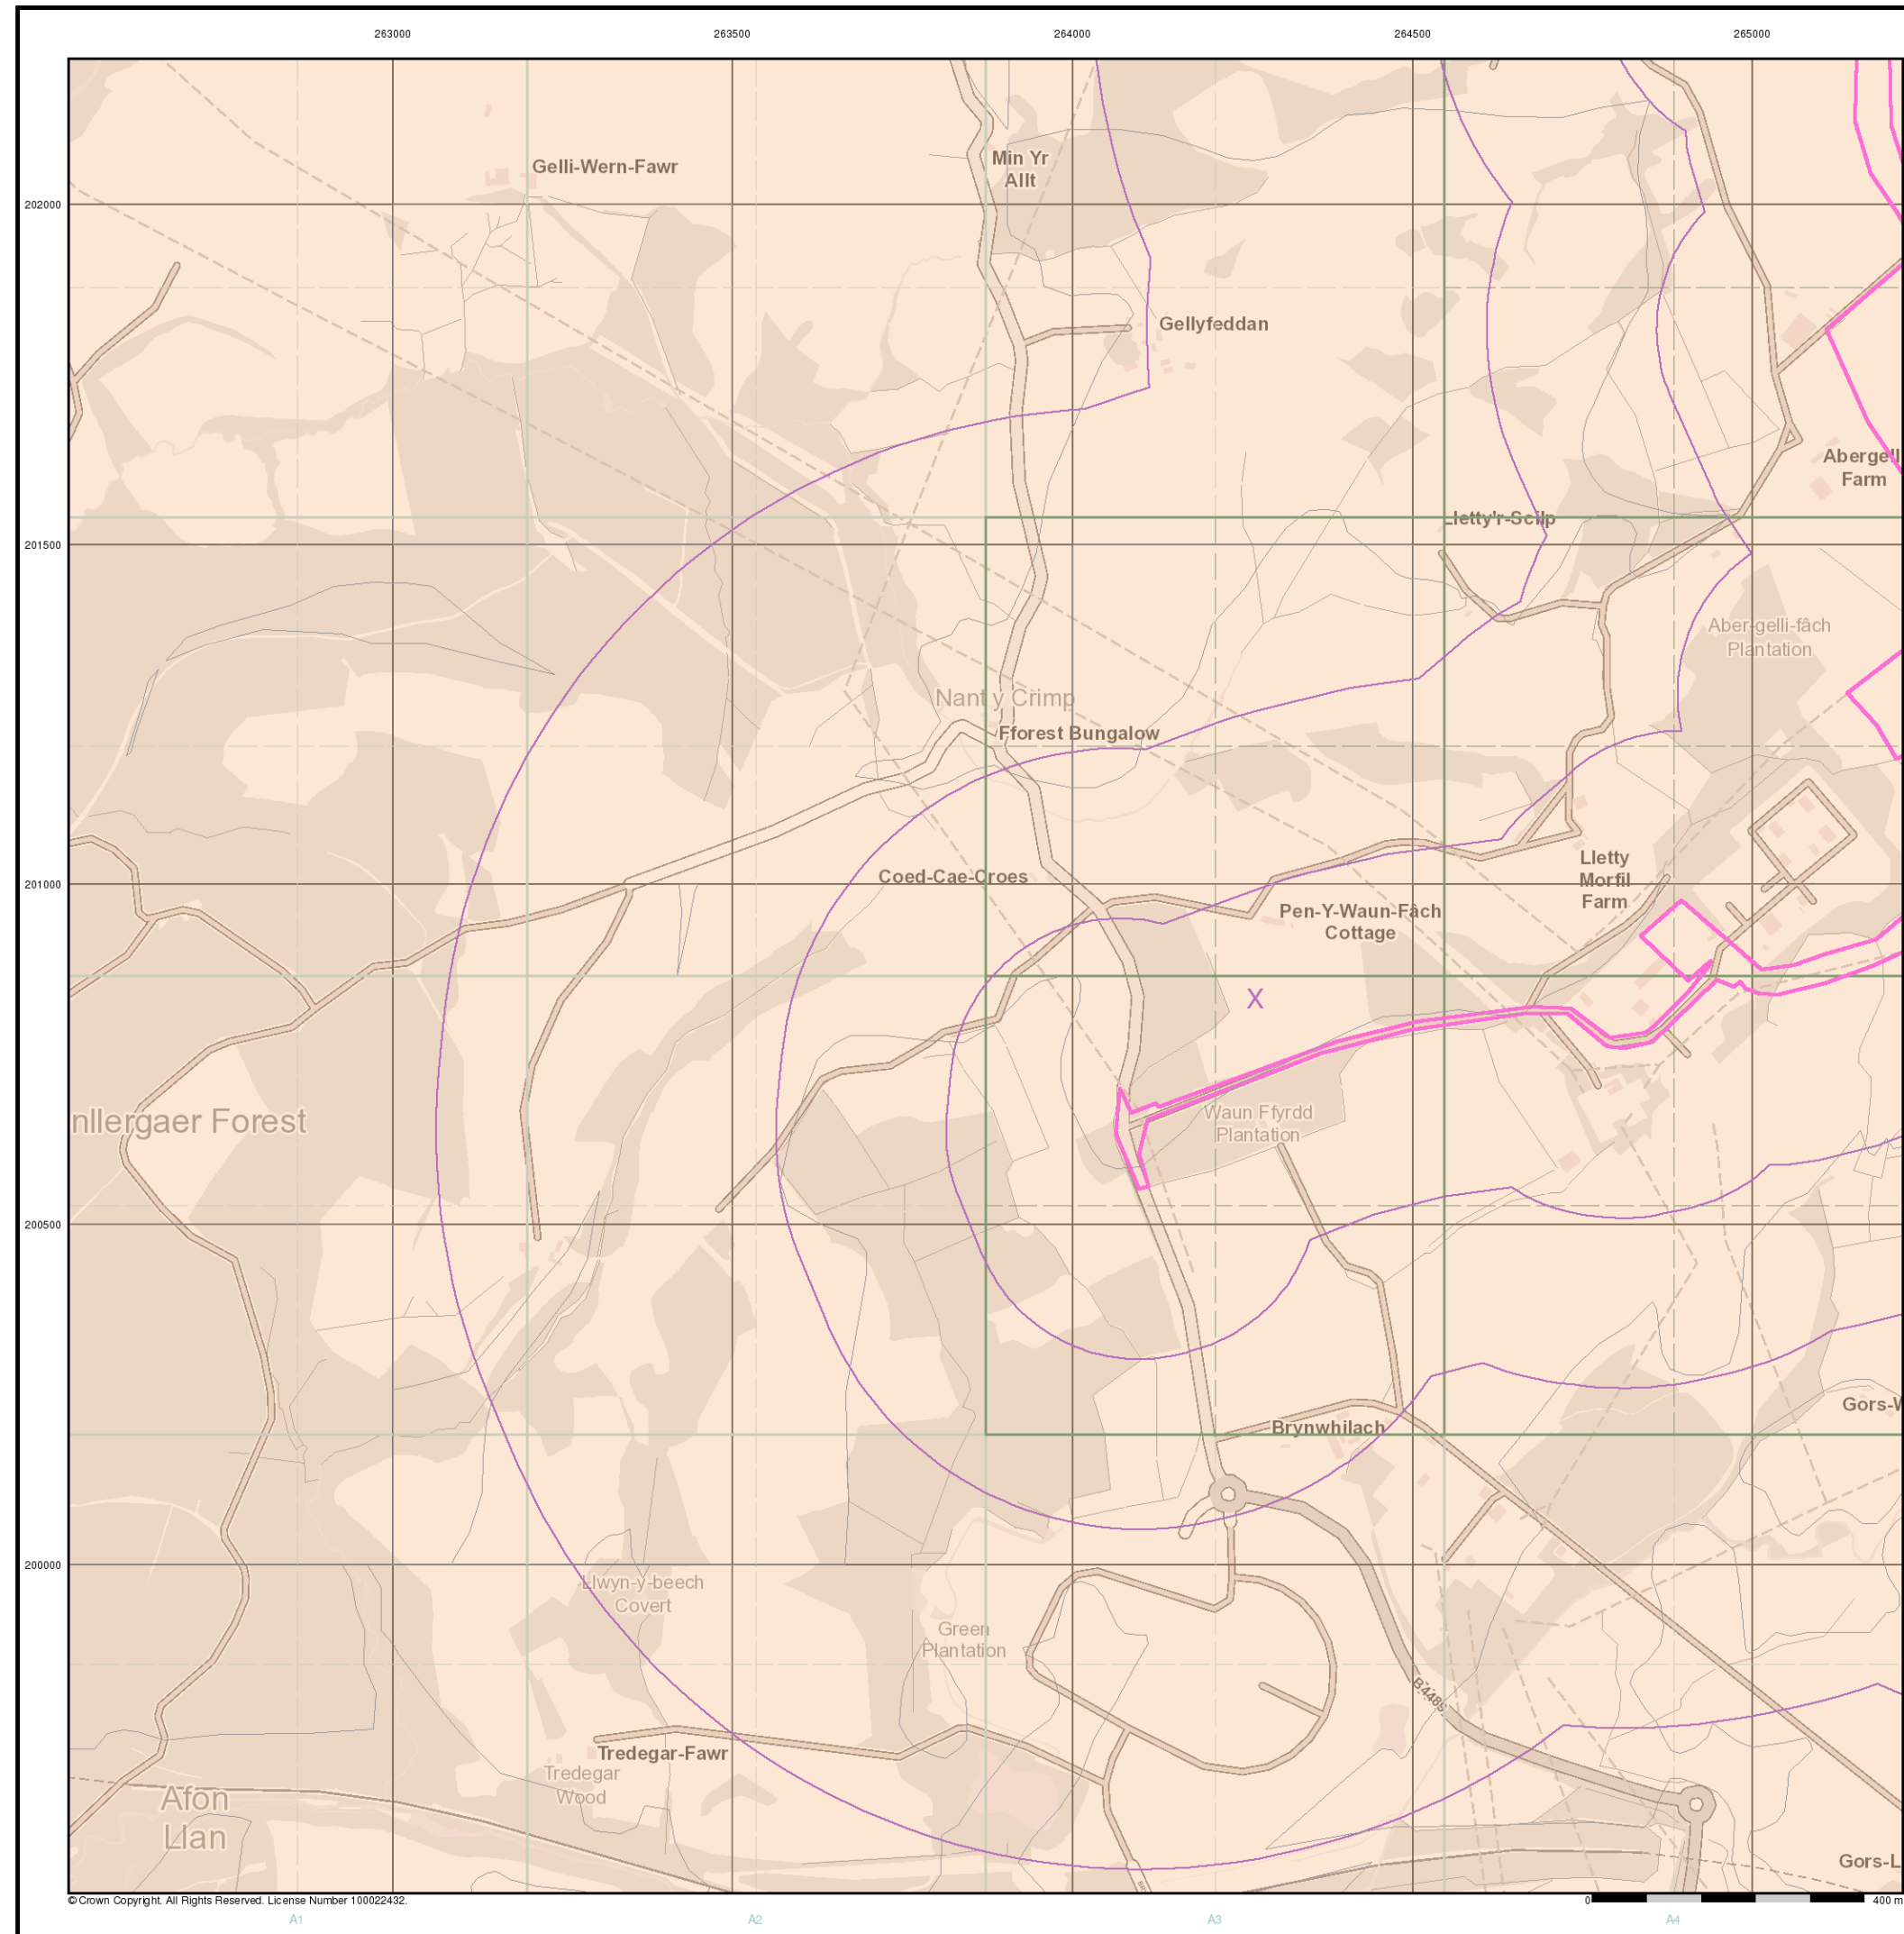 263000
263500
264000
264500
265000
202000
201500
201000
200500
200000
Gelli-Wern-Fawr
Min Yr
Allt
Gellyfeddan
Abergell
Farm
Lletty'r-Scilp
Aber-gelli-fâch
Plantation
Nant y Crimp
Fforest Bungalow
Coed-Cae-Croes
Lletty
Morfil
Farm
Pen-Y-Waun-Fâch
Cottage
X
nllergaer Forest
Waun Ffyrdd
Plantation
Gors-W
Brynwhilach
Llwyn-y-beech
Covert
Green
Plantation
Tredegar-Fawr
Tredegar
Wood
Afon
Llan
Gors-L
© Crown Copyright. All Rights Reserved. License Number 100022432.
0 400 m
A1
A2
A3
A4